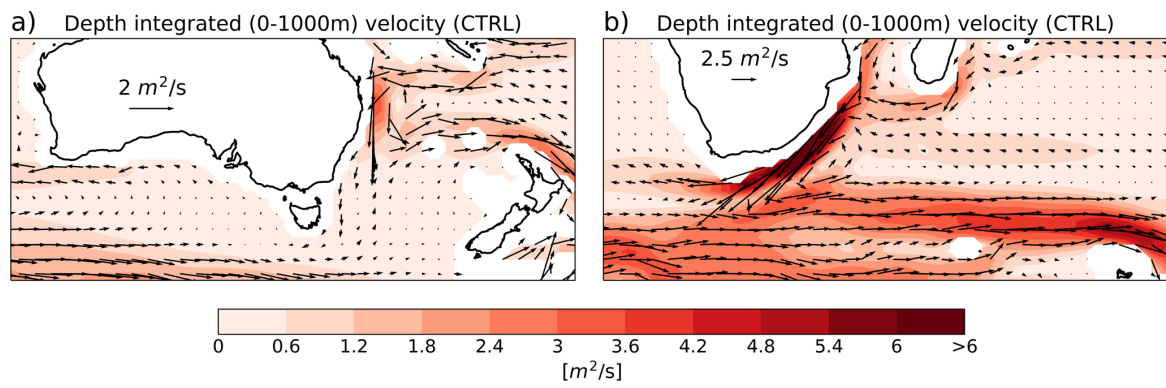 a) Depth integrated (0-1000m) velocity (CTRL)
2 m²/s
b) Depth integrated (0-1000m) velocity (CTRL)
2.5 m²/s
0 0.6 1.2 1.8 2.4 3 3.6 4.2 4.8 5.4 6 >6
[m²/s]